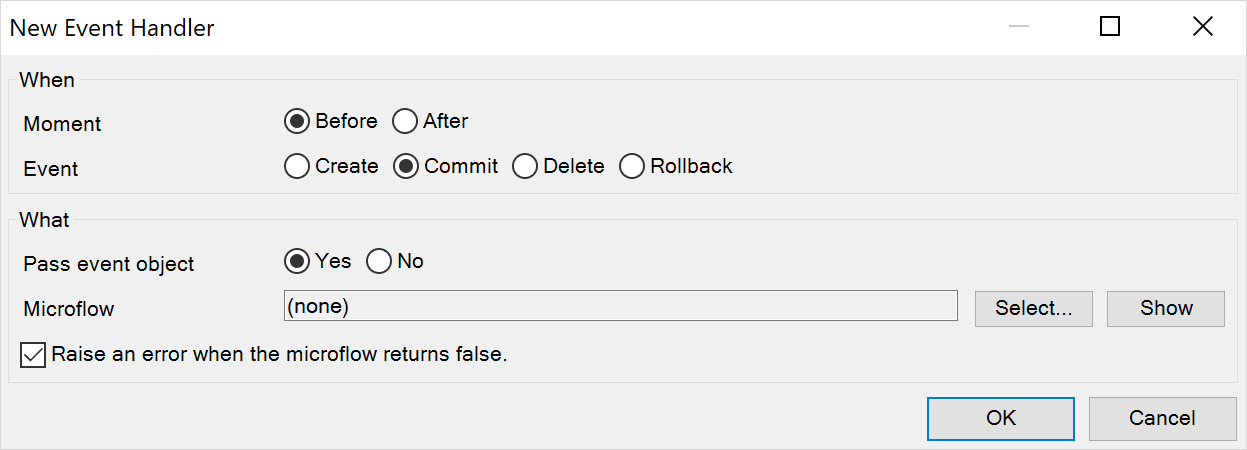 New Event Handler
When
Moment Before After
Event Create Commit Delete Rollback
What
Pass event object Yes No
Microflow (none) Select... Show
Raise an error when the microflow returns false.
OK Cancel